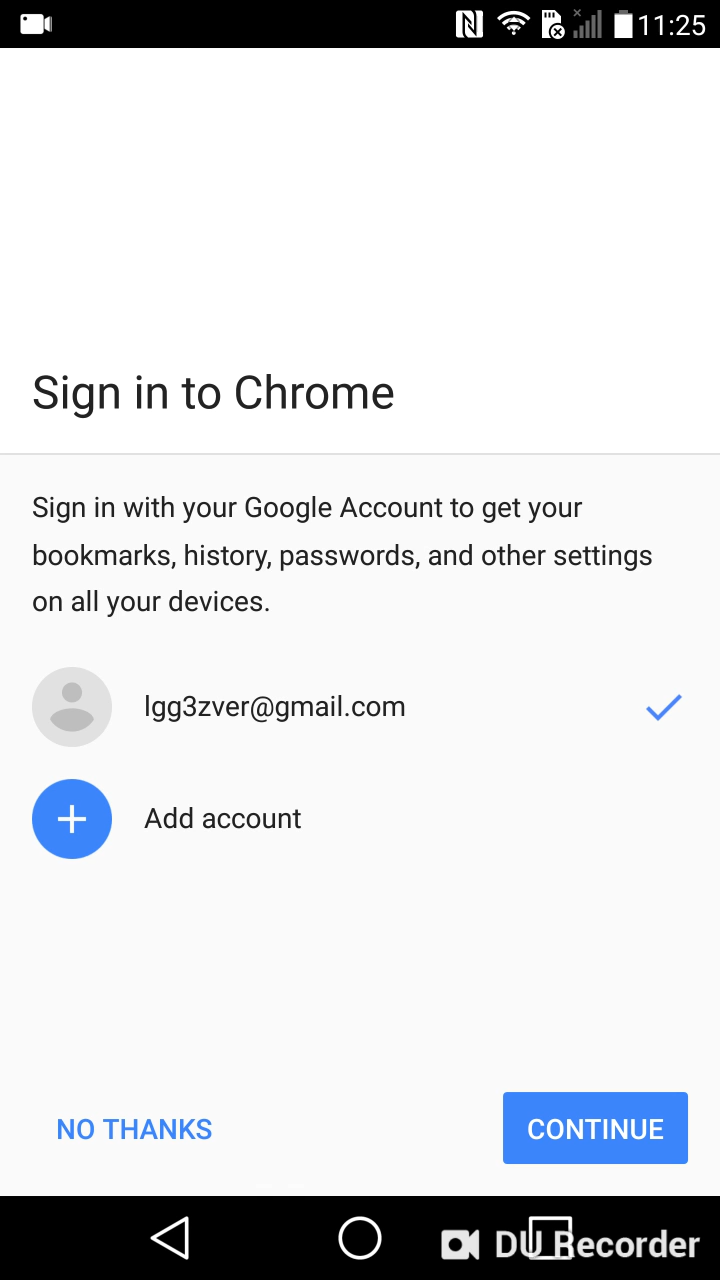 11:25
Sign in to Chrome
Sign in with your Google Account to get your
bookmarks, history, passwords, and other settings
on all your devices.
lgg3zver@gmail.com
Add account
NO THANKS
CONTINUE
DU Recorder